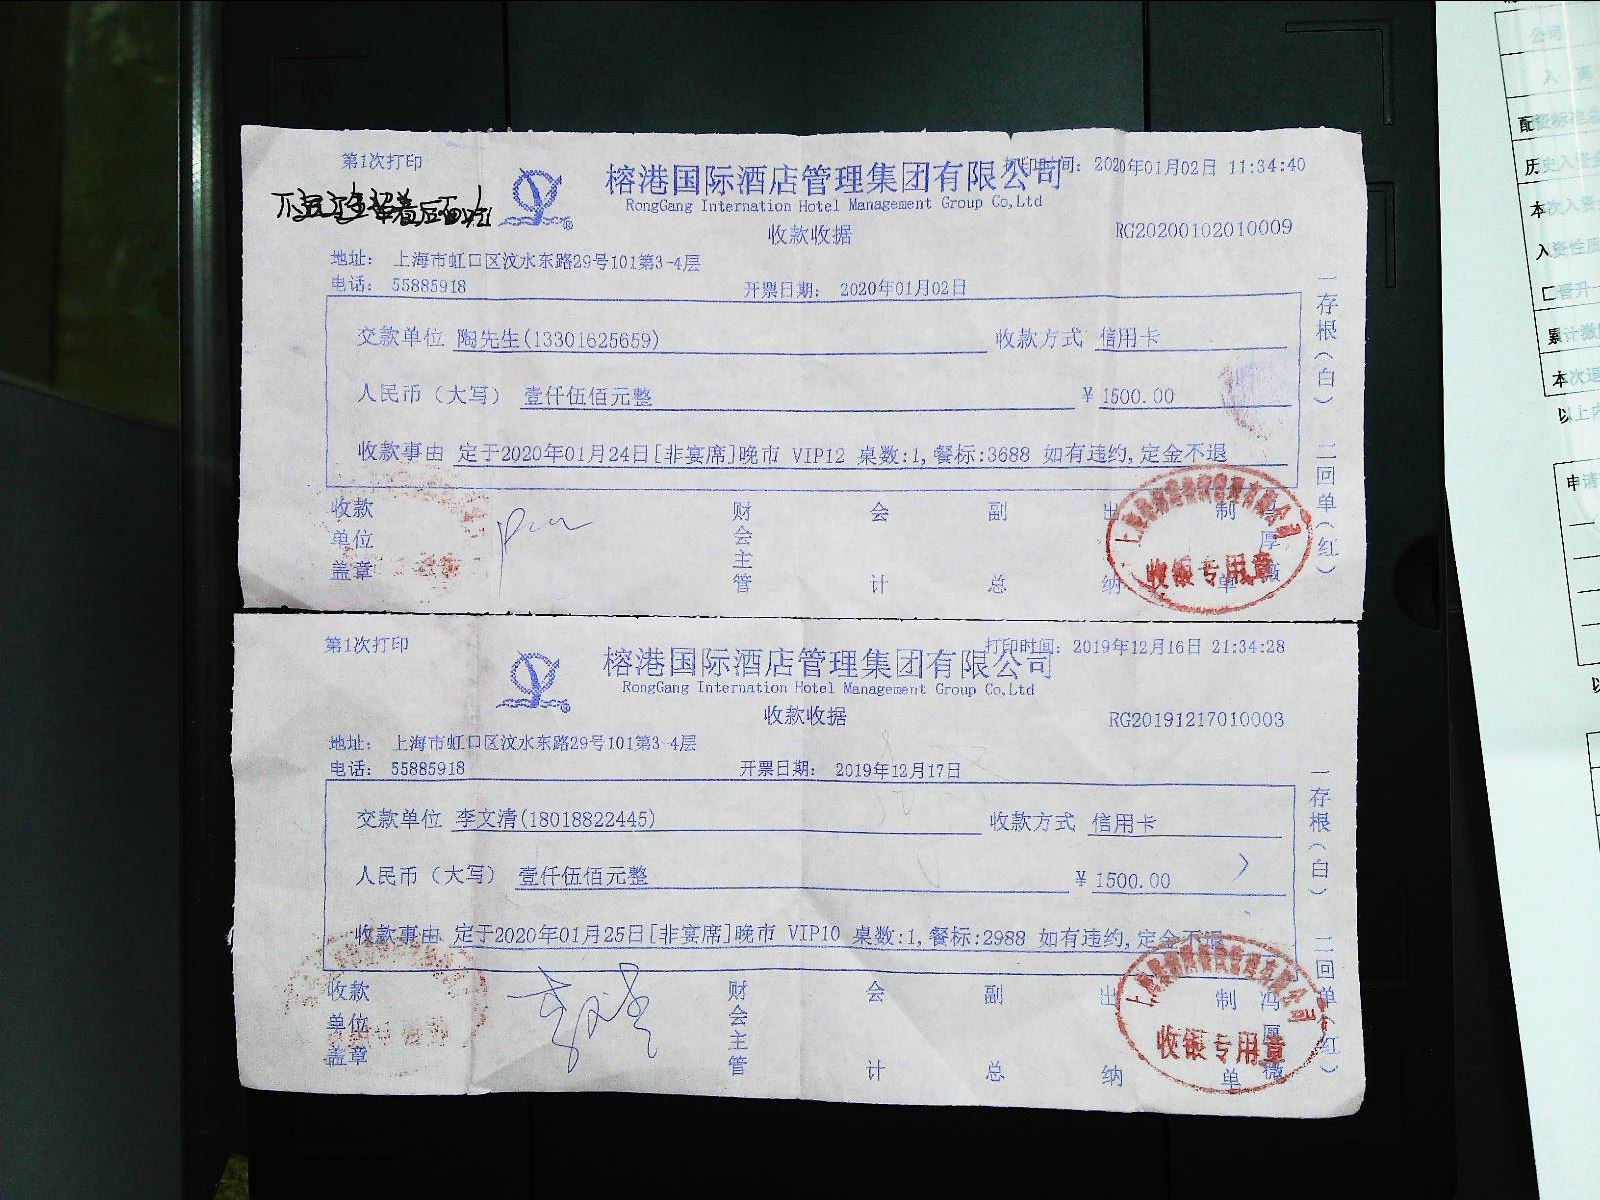 第1次打印
榕港国际酒店管理集团有限公司
打印时间: 2020年01月02日 11:34:40
RongGang Internation Hotel Management Group Co,Ltd
收款收据
RG20200102010009
地址: 上海市虹口区汶水东路29号101第3-4层
电话: 55885918
开票日期: 2020年01月02日
交款单位 陶先生(13301625659)
收款方式 信用卡
人民币(大写) 壹仟伍佰元整
¥ 1500.00
收款事由 定于2020年01月24日[非宴席]晚市 VIP12 桌数:1,餐标:3688 如有违约,定金不退
收款单位盖章
财会主管
会计
副总
出纳
制单
冯厚薇
收银专用章
一存根(白)
二回单(红)
第1次打印
榕港国际酒店管理集团有限公司
打印时间: 2019年12月16日 21:34:28
RongGang Internation Hotel Management Group Co,Ltd
收款收据
RG20191217010003
地址: 上海市虹口区汶水东路29号101第3-4层
电话: 55885918
开票日期: 2019年12月17日
交款单位 李文清(18018822445)
收款方式 信用卡
人民币(大写) 壹仟伍佰元整
¥ 1500.00
收款事由 定于2020年01月25日[非宴席]晚市 VIP10 桌数:1,餐标:2988 如有违约,定金不退
收款单位盖章
李文清
财会主管
会计
副总
出纳
制单
冯厚薇
收银专用章
一存根(白)
二回单(红)
公司
以上内
申请